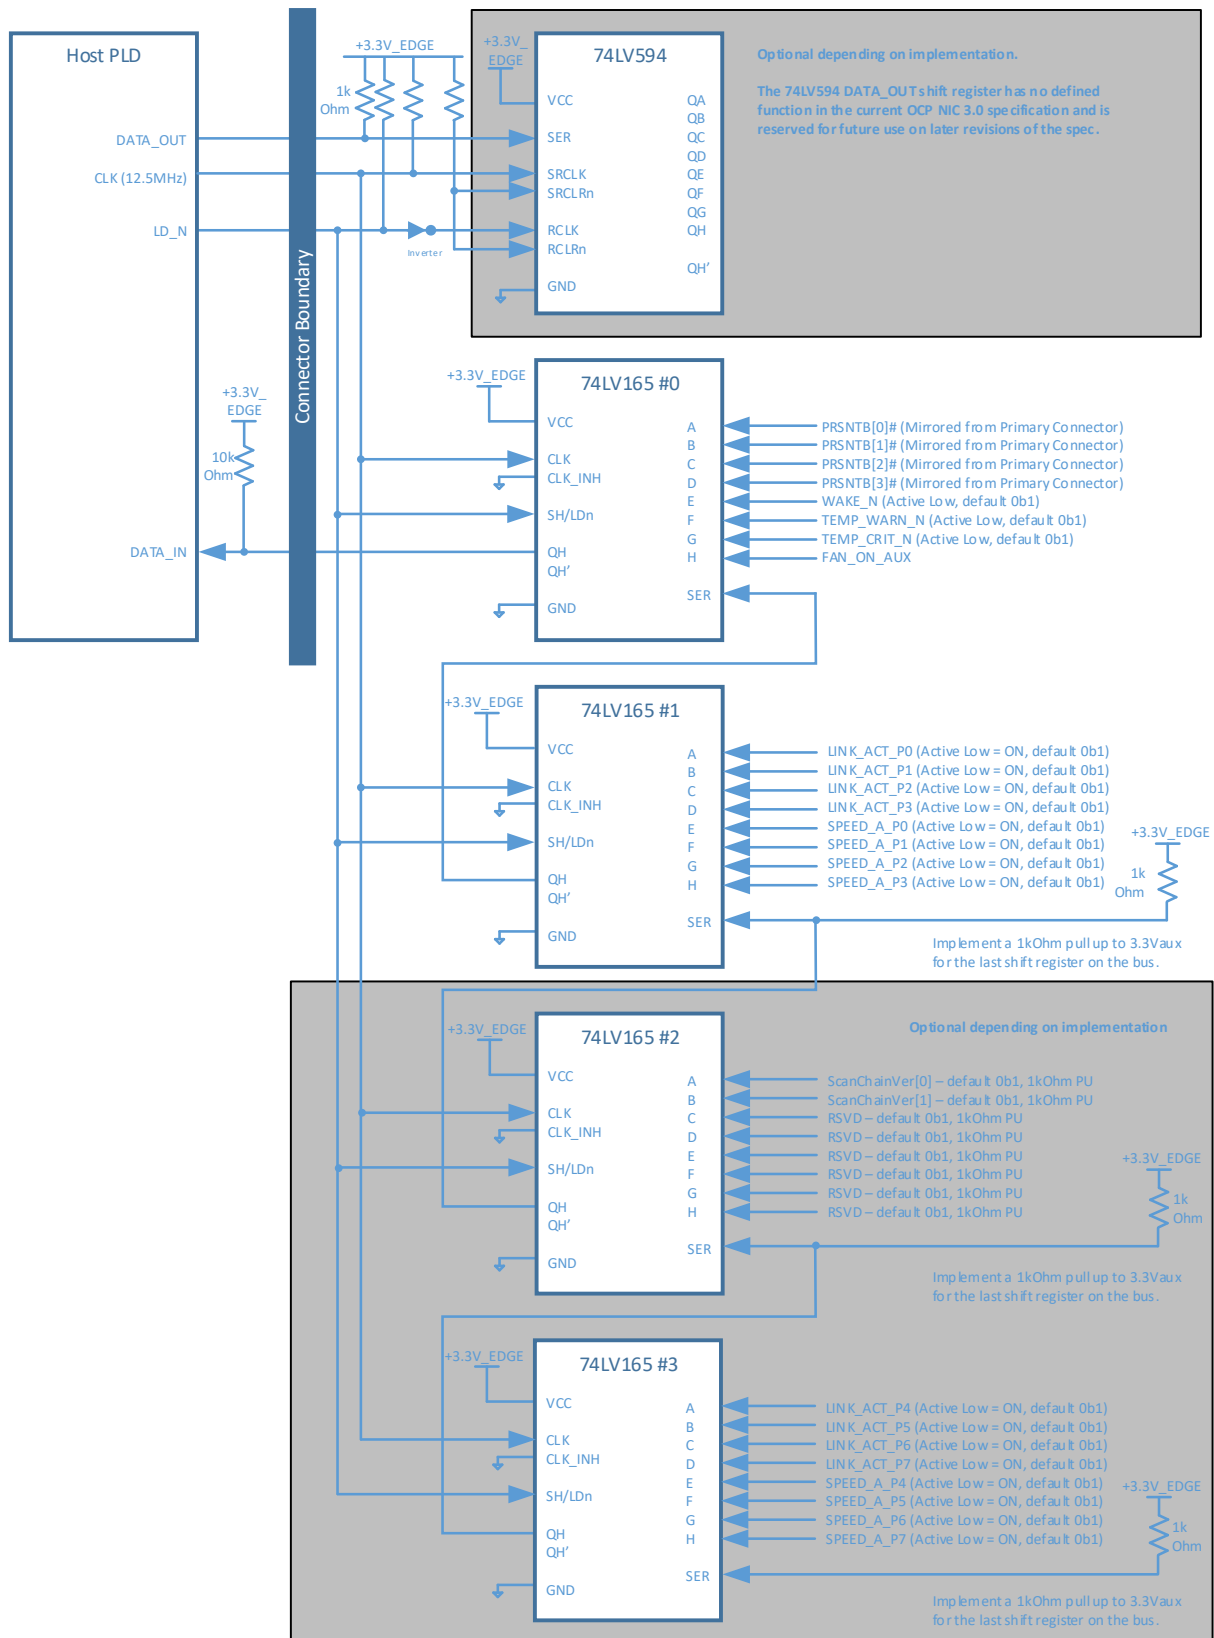 Host PLD
DATA_OUT
CLK (12.5MHz)
LD_N
DATA_IN
+3.3V_
EDGE
10k
Ohm
Connector Boundary
+3.3V_EDGE
1k
Ohm
Inverter
+3.3V_
EDGE
74LV594
VCC
SER
SRCLK
SRCLRn
RCLK
RCLRn
GND
QA
QB
QC
QD
QE
QF
QG
QH
QH’
Optional depending on implementation.
The 74LV594 DATA_OUT shift register has no defined
function in the current OCP NIC 3.0 specification and is
reserved for future use on later revisions of the spec.
+3.3V_EDGE
74LV165 #0
VCC
CLK
CLK_INH
SH/LDn
QH
QH’
GND
A
B
C
D
E
F
G
H
SER
PRSNTB[0]# (Mirrored from Primary Connector)
PRSNTB[1]# (Mirrored from Primary Connector)
PRSNTB[2]# (Mirrored from Primary Connector)
PRSNTB[3]# (Mirrored from Primary Connector)
WAKE_N (Active Low, default 0b1)
TEMP_WARN_N (Active Low, default 0b1)
TEMP_CRIT_N (Active Low, default 0b1)
FAN_ON_AUX
+3.3V_EDGE
74LV165 #1
VCC
CLK
CLK_INH
SH/LDn
QH
QH’
GND
A
B
C
D
E
F
G
H
SER
LINK_ACT_P0 (Active Low = ON, default 0b1)
LINK_ACT_P1 (Active Low = ON, default 0b1)
LINK_ACT_P2 (Active Low = ON, default 0b1)
LINK_ACT_P3 (Active Low = ON, default 0b1)
SPEED_A_P0 (Active Low = ON, default 0b1)
SPEED_A_P1 (Active Low = ON, default 0b1)
SPEED_A_P2 (Active Low = ON, default 0b1)
SPEED_A_P3 (Active Low = ON, default 0b1)
+3.3V_EDGE
1k
Ohm
Implement a 1kOhm pull up to 3.3Vaux
for the last shift register on the bus.
+3.3V_EDGE
74LV165 #2
VCC
CLK
CLK_INH
SH/LDn
QH
QH’
GND
A
B
C
D
E
F
G
H
SER
Optional depending on implementation
ScanChainVer[0] – default 0b1, 1kOhm PU
ScanChainVer[1] – default 0b1, 1kOhm PU
RSVD – default 0b1, 1kOhm PU
RSVD – default 0b1, 1kOhm PU
RSVD – default 0b1, 1kOhm PU
RSVD – default 0b1, 1kOhm PU
RSVD – default 0b1, 1kOhm PU
RSVD – default 0b1, 1kOhm PU
+3.3V_EDGE
1k
Ohm
Implement a 1kOhm pull up to 3.3Vaux
for the last shift register on the bus.
+3.3V_EDGE
74LV165 #3
VCC
CLK
CLK_INH
SH/LDn
QH
QH’
GND
A
B
C
D
E
F
G
H
SER
LINK_ACT_P4 (Active Low = ON, default 0b1)
LINK_ACT_P5 (Active Low = ON, default 0b1)
LINK_ACT_P6 (Active Low = ON, default 0b1)
LINK_ACT_P7 (Active Low = ON, default 0b1)
SPEED_A_P4 (Active Low = ON, default 0b1)
SPEED_A_P5 (Active Low = ON, default 0b1)
SPEED_A_P6 (Active Low = ON, default 0b1)
SPEED_A_P7 (Active Low = ON, default 0b1)
+3.3V_EDGE
1k
Ohm
Implement a 1kOhm pull up to 3.3Vaux
for the last shift register on the bus.